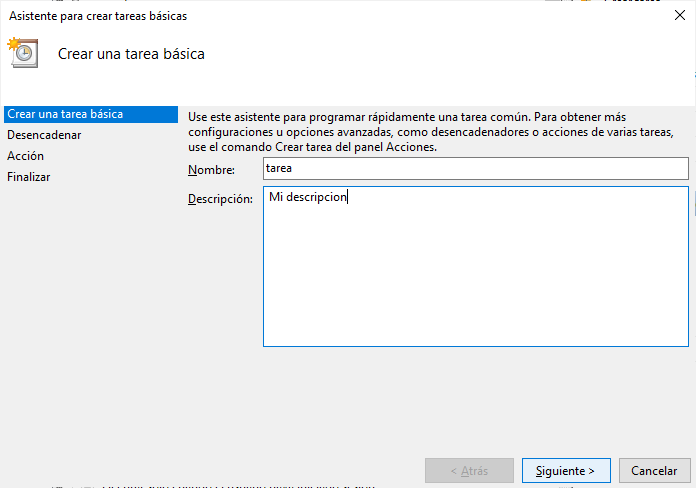 Asistente para crear tareas básicas
Crear una tarea básica
Crear una tarea básica
Desencadenar
Acción
Finalizar
Use este asistente para programar rápidamente una tarea común. Para obtener más
configuraciones u opciones avanzadas, como desencadenadores o acciones de varias tareas,
use el comando Crear tarea del panel Acciones.
Nombre: tarea
Descripción: Mi descripcion
< Atrás Siguiente > Cancelar